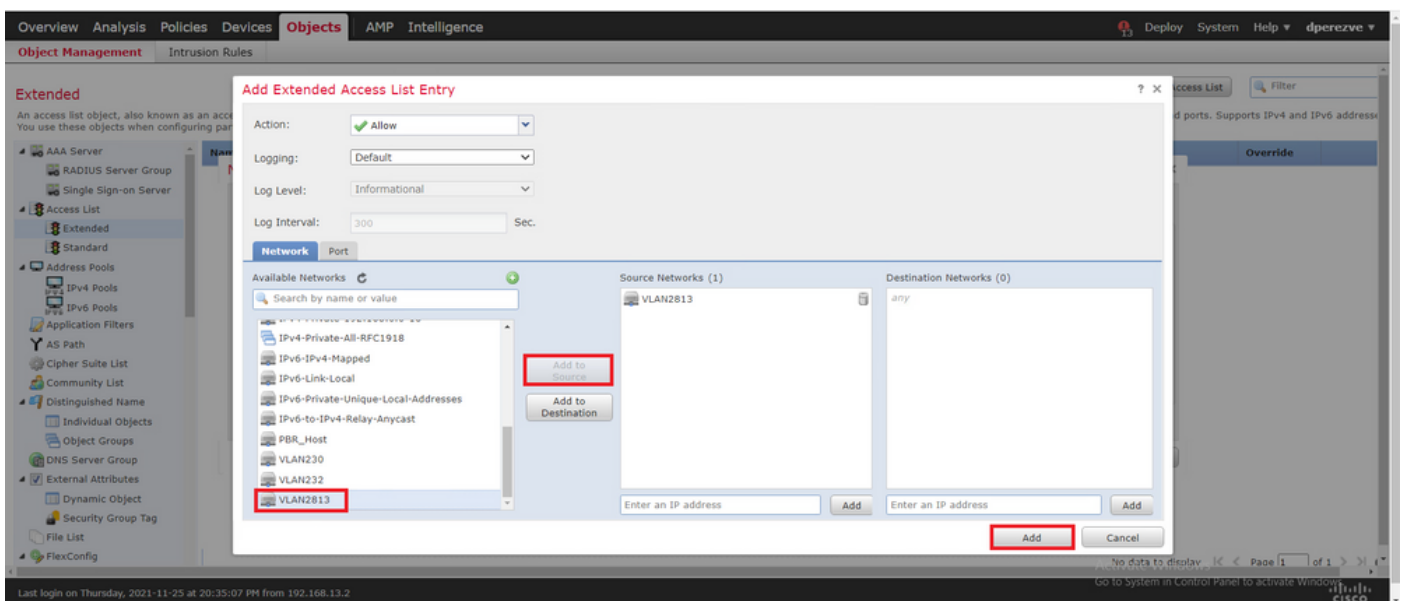 Overview Analysis Policies Devices Objects AMP Intelligence
13 Deploy System Help dperezve
Object Management Intrusion Rules
Extended
An access list object, also known as an acce
You use these objects when configuring par
ccess List
Filter
d ports. Supports IPv4 and IPv6 addresse
AAA Server
RADIUS Server Group
Single Sign-on Server
Access List
Extended
Standard
Address Pools
IPv4 Pools
IPv6 Pools
Application Filters
AS Path
Cipher Suite List
Community List
Distinguished Name
Individual Objects
Object Groups
DNS Server Group
External Attributes
Dynamic Object
Security Group Tag
File List
FlexConfig
Nam
N
Override
Add Extended Access List Entry
?
Action: Allow
Logging: Default
Log Level: Informational
Log Interval: 300 Sec.
Network Port
Available Networks
Search by name or value
IPv4-Private-All-RFC1918
IPv6-IPv4-Mapped
IPv6-Link-Local
IPv6-Private-Unique-Local-Addresses
IPv6-to-IPv4-Relay-Anycast
PBR_Host
VLAN230
VLAN232
VLAN2813
Add to
Source
Add to
Destination
Source Networks (1)
VLAN2813
Enter an IP address Add
Destination Networks (0)
any
Enter an IP address Add
Add Cancel
No data to display Page 1 of 1
Activate Windows
Go to System in Control Panel to activate Windows.
Last login on Thursday, 2021-11-25 at 20:35:07 PM from 192.168.13.2
CISCO